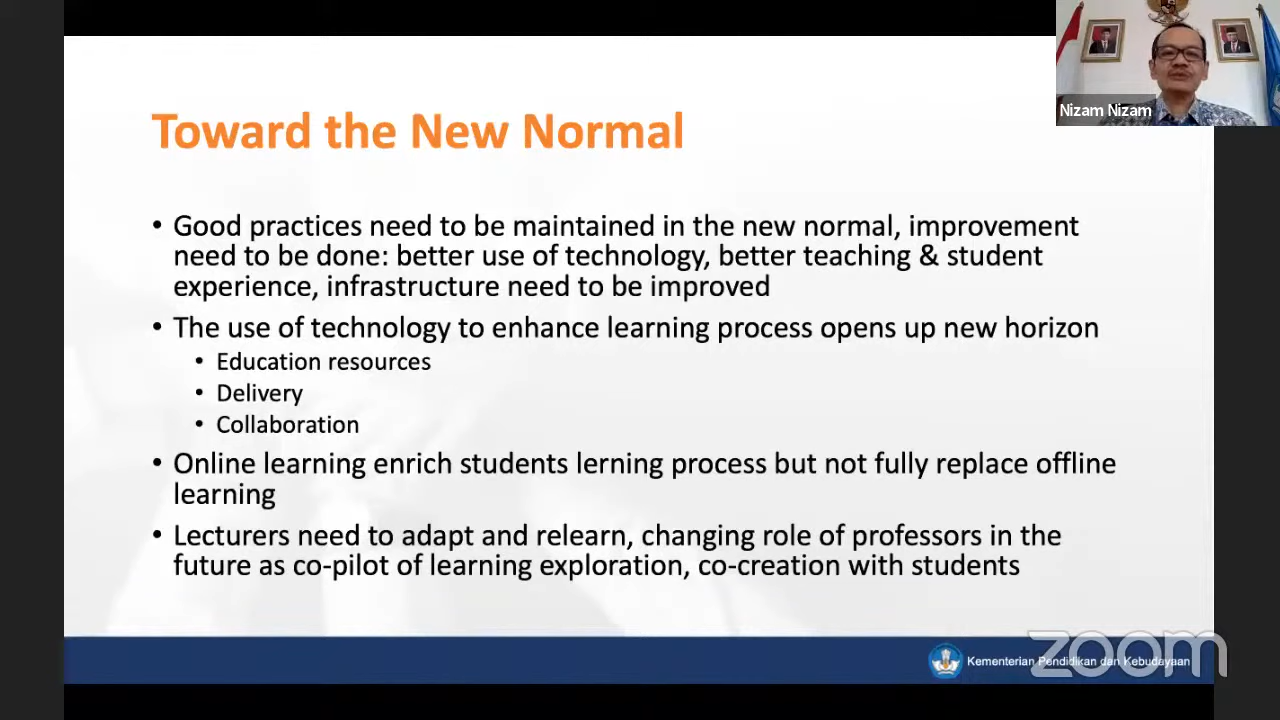 Nizam Nizam
Toward the New Normal
• Good practices need to be maintained in the new normal, improvement
need to be done: better use of technology, better teaching & student
experience, infrastructure need to be improved
• The use of technology to enhance learning process opens up new horizon
• Education resources
• Delivery
• Collaboration
• Online learning enrich students lerning process but not fully replace offline
learning
• Lecturers need to adapt and relearn, changing role of professors in the
future as co-pilot of learning exploration, co-creation with students
Kementerian Pendidikan dan Kebudayaan
zoom